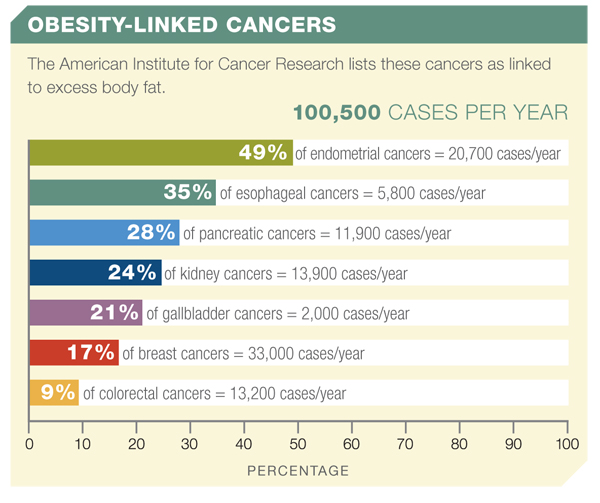 OBESITY-LINKED CANCERS
The American Institute for Cancer Research lists these cancers as linked
to excess body fat.
100,500 CASES PER YEAR
49% of endometrial cancers = 20,700 cases/year
35% of esophageal cancers = 5,800 cases/year
28% of pancreatic cancers = 11,900 cases/year
24% of kidney cancers = 13,900 cases/year
21% of gallbladder cancers = 2,000 cases/year
17% of breast cancers = 33,000 cases/year
9% of colorectal cancers = 13,200 cases/year
0 10 20 30 40 50 60 70 80 90 100
PERCENTAGE